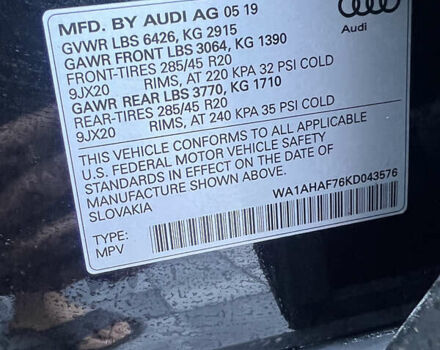 MFD. BY AUDI AG 05 19
GVWR LBS 6426, KG 2915
GAWR FRONT LBS 3064, KG 1390
FRONT-TIRES 285/45 R20
9JX20 RIMS, AT 220 KPA 32 PSI COLD
GAWR REAR LBS 3770, KG 1710
REAR-TIRES 285/45 R20
9JX20 RIMS, AT 240 KPA 35 PSI COLD
Audi
THIS VEHICLE CONFORMS TO ALL APPLICABLE
U.S. FEDERAL MOTOR VEHICLE SAFETY
STANDARDS IN EFFECT ON THE DATE OF
MANUFACTURE SHOWN ABOVE.
SLOVAKIA
WA1AHAF76KD043576
TYPE:
MPV